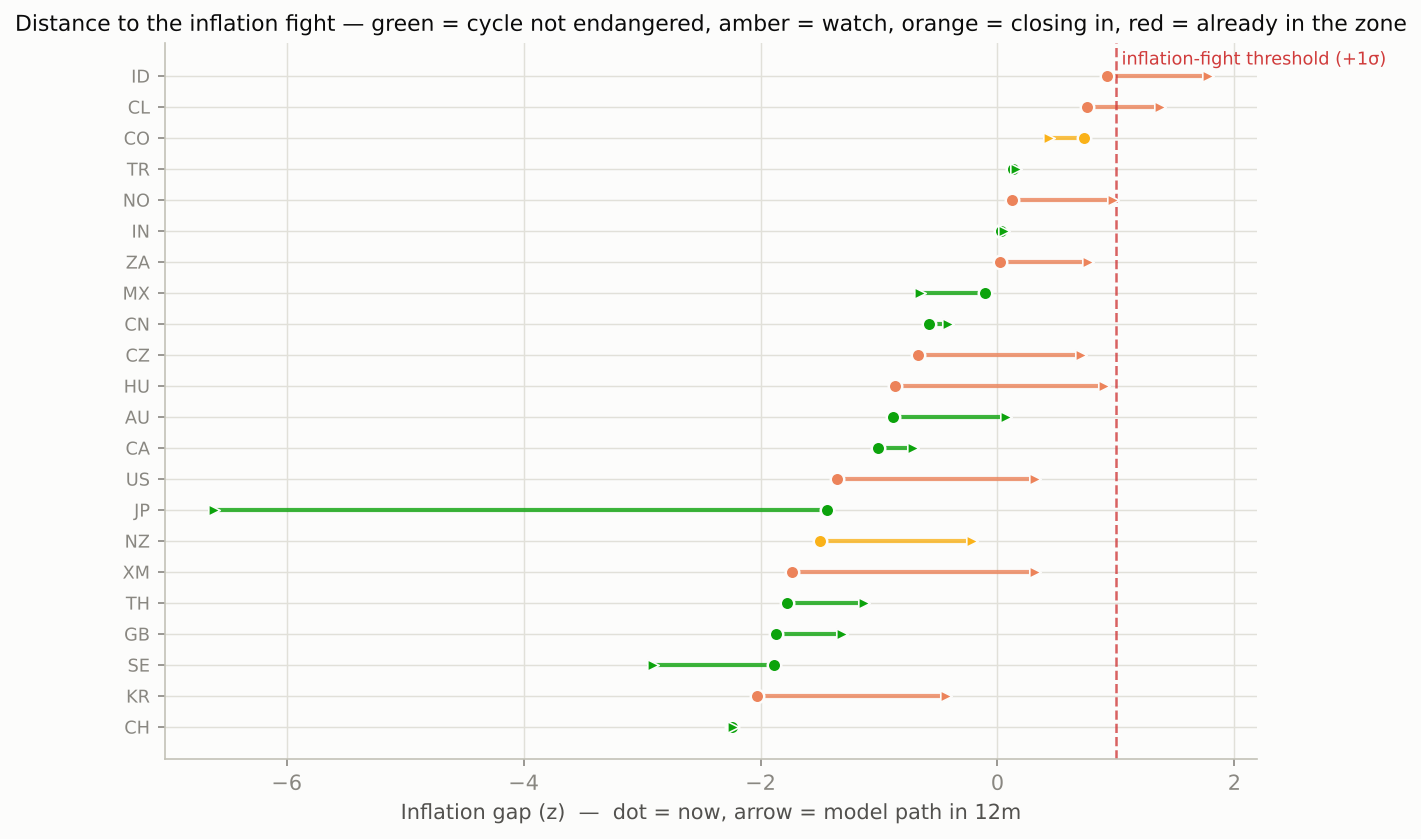 Distance to the inflation fight — green = cycle not endangered, amber = watch, orange = closing in, red = already in the zone
inflation-fight threshold (+1σ)
ID
CL
CO
TR
NO
IN
ZA
MX
CN
CZ
HU
AU
CA
US
JP
NZ
XM
TH
GB
SE
KR
CH
−6
−4
−2
0
2
Inflation gap (z) — dot = now, arrow = model path in 12m